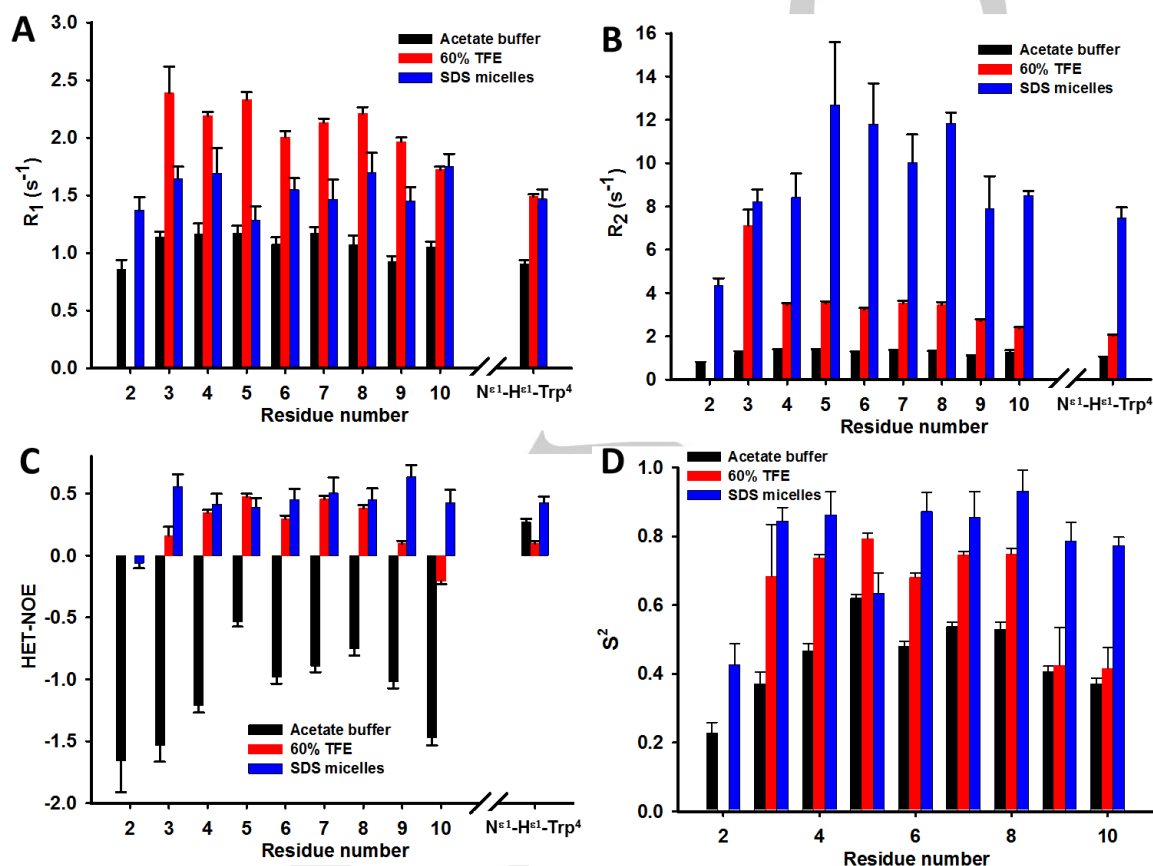 A
R1 (s-1)
3.0
2.5
2.0
1.5
1.0
0.5
0.0
Acetate buffer
60% TFE
SDS micelles
2 3 4 5 6 7 8 9 10 Nε1-Hε1-Trp4
Residue number
B
R2 (s-1)
16
14
12
10
8
6
4
2
0
Acetate buffer
60% TFE
SDS micelles
2 3 4 5 6 7 8 9 10 Nε1-Hε1-Trp4
Residue number
C
HET-NOE
0.5
0.0
-0.5
-1.0
-1.5
-2.0
Acetate buffer
60% TFE
SDS micelles
2 3 4 5 6 7 8 9 10 Nε1-Hε1-Trp4
Residue number
D
S2
1.0
0.8
0.6
0.4
0.2
0.0
Acetate buffer
60% TFE
SDS micelles
2 4 6 8 10
Residue number